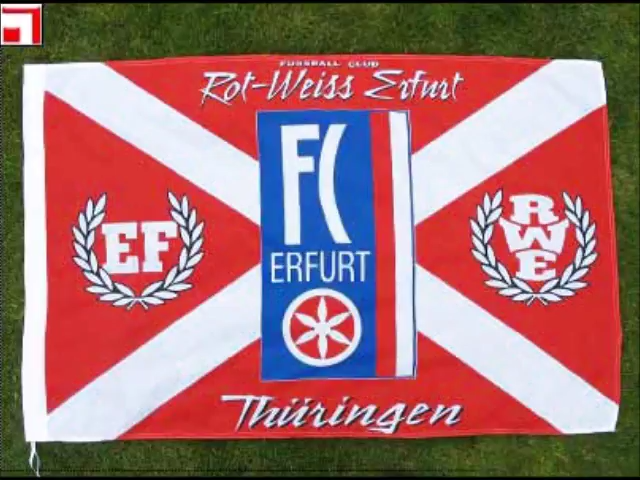 FUSSBALL CLUB
Rot-Weiss Erfurt
FC
ERFURT
EF
RWE
Thüringen